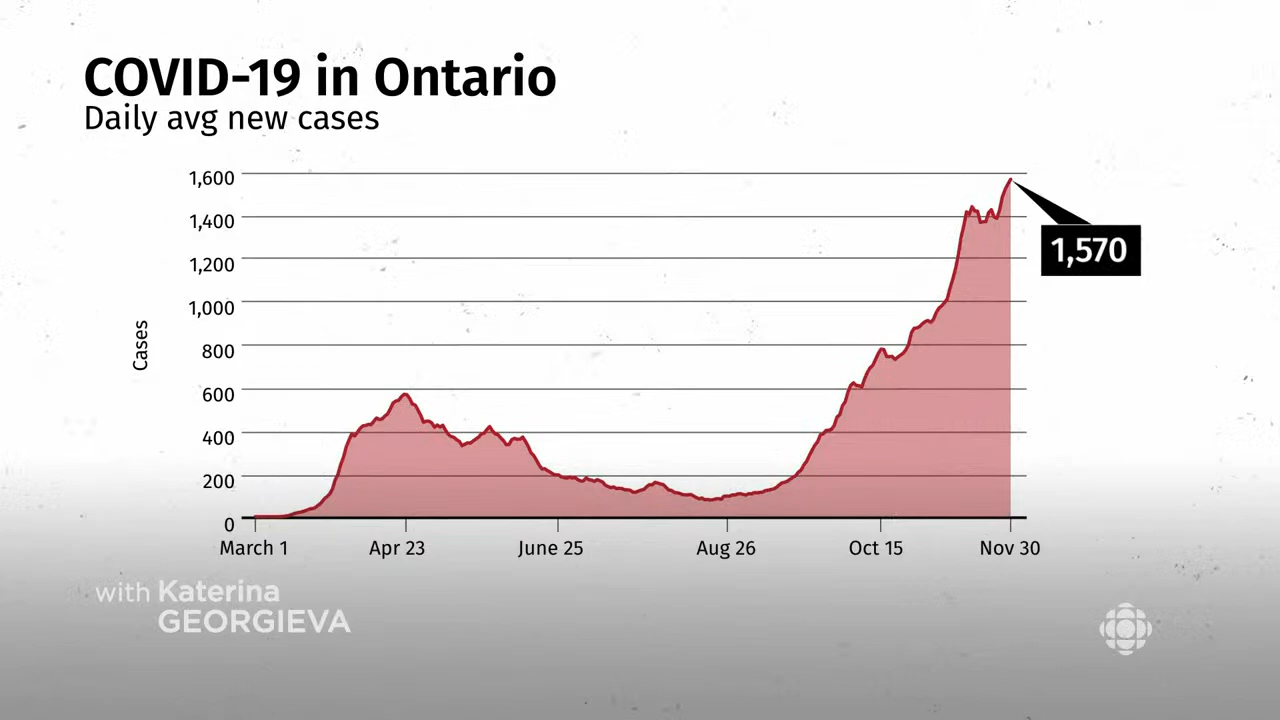 COVID-19 in Ontario
Daily avg new cases
1,600
1,400
1,200
1,000
800
600
400
200
0
Cases
1,570
March 1
Apr 23
June 25
Aug 26
Oct 15
Nov 30
with Katerina
GEORGIEVA